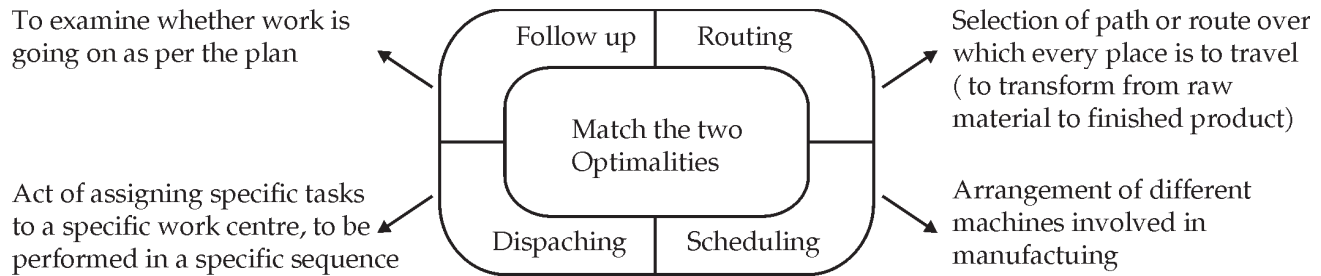 To examine whether work is
going on as per the plan
Follow up
Routing
Selection of path or route over
which every place is to travel
( to transform from raw
material to finished product)
Match the two
Optimalities
Act of assigning specific tasks
to a specific work centre, to be
performed in a specific sequence
Dispaching
Scheduling
Arrangement of different
machines involved in
manufactuing